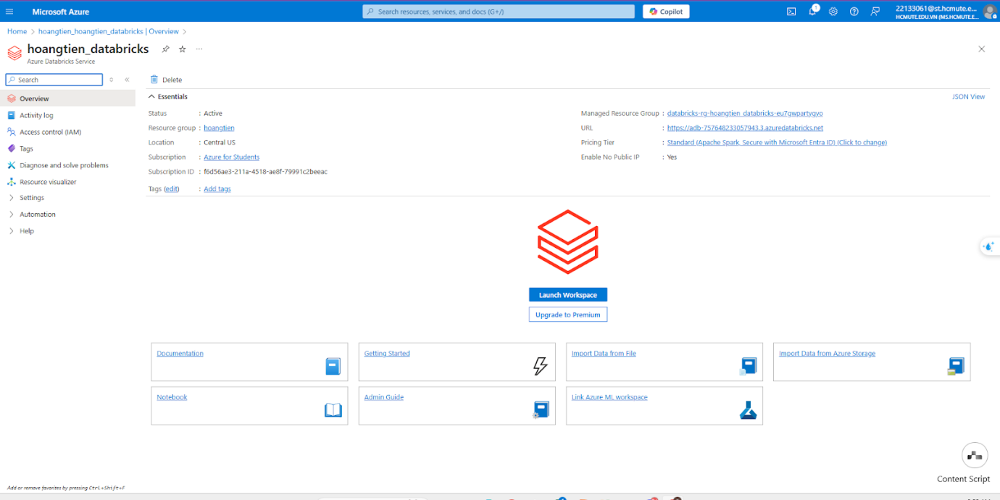 Microsoft Azure
Search resources, services, and docs (G+/)
Copilot
1
22133061@st.hcmute.e...
HCMUTE.EDU.VN (MS.HCMUTE.E...
Home > hoangtien_hoangtien_databricks | Overview >
hoangtien_databricks
Azure Databricks Service
Search
Delete
Overview
Activity log
Access control (IAM)
Tags
Diagnose and solve problems
Resource visualizer
Settings
Automation
Help
Essentials
JSON View
Status : Active
Resource group : hoangtien
Location : Central US
Subscription : Azure for Students
Subscription ID : f6d56ae3-211a-4518-ae8f-79991c2beeac
Tags (edit) : Add tags
Managed Resource Group : databricks-rg-hoangtien_databricks-eu7gwpartygyo
URL : https://adb-757648233057943.3.azuredatabricks.net
Pricing Tier : Standard (Apache Spark, Secure with Microsoft Entra ID) (Click to change)
Enable No Public IP : Yes
Launch Workspace
Upgrade to Premium
Documentation
Getting Started
Import Data from File
Import Data from Azure Storage
Notebook
Admin Guide
Link Azure ML workspace
Content Script
Add or remove favorites by pressing Ctrl+Shift+F